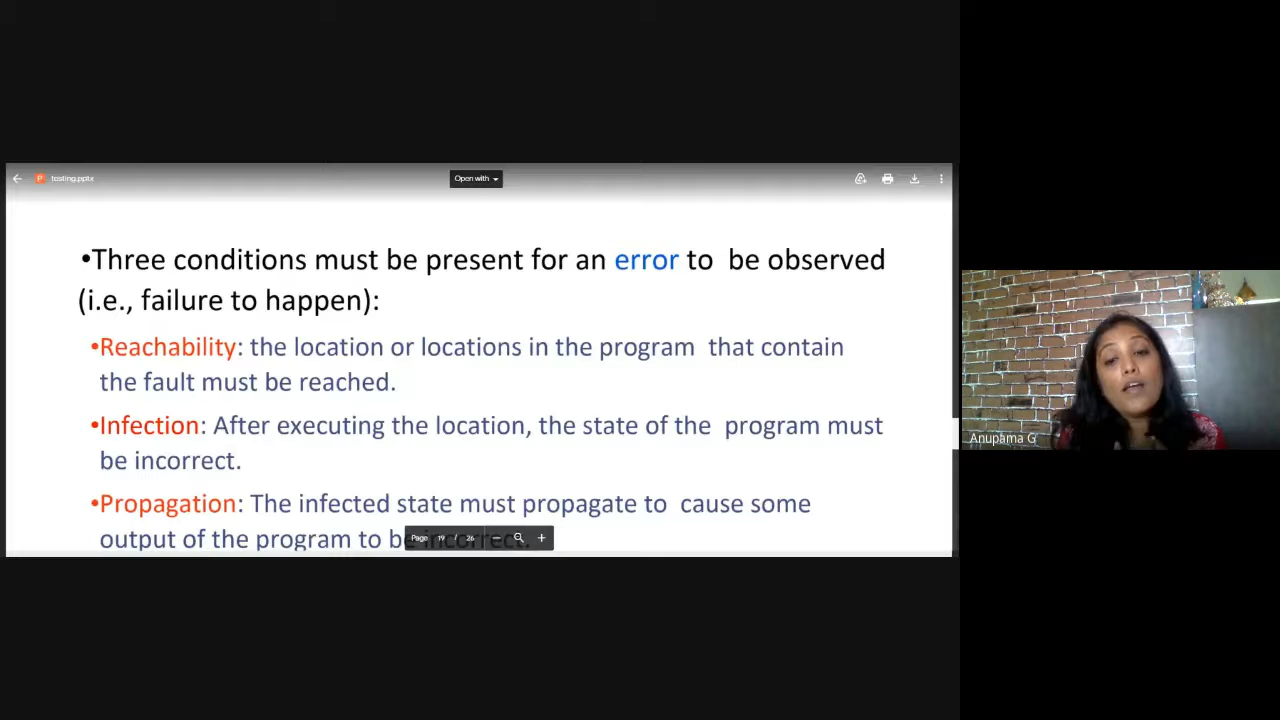 testing.pptx
Open with
•Three conditions must be present for an error to be observed
(i.e., failure to happen):
•Reachability: the location or locations in the program that contain
the fault must be reached.
•Infection: After executing the location, the state of the program must
be incorrect.
•Propagation: The infected state must propagate to cause some
output of the program to be incorrect.
Page 19 / 26
Anupama G